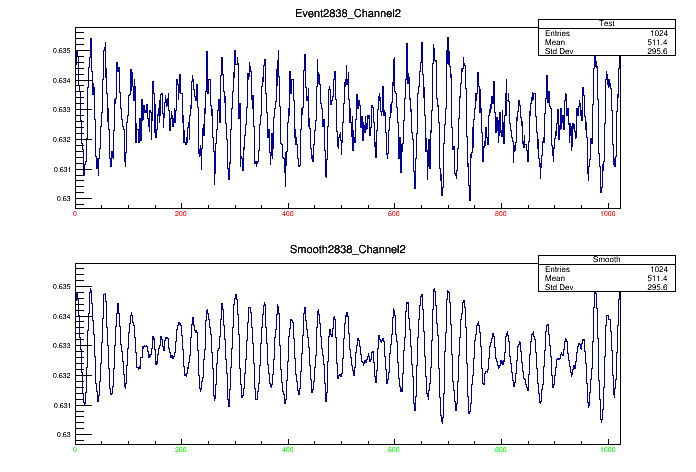 Event2838_Channel2
Test
Entries 1024
Mean 511.4
Std Dev 295.6
0.635
0.634
0.633
0.632
0.631
0.63
0 200 400 600 800 1000
Smooth2838_Channel2
Smooth
Entries 1024
Mean 511.4
Std Dev 295.6
0.635
0.634
0.633
0.632
0.631
0.63
0 200 400 600 800 1000